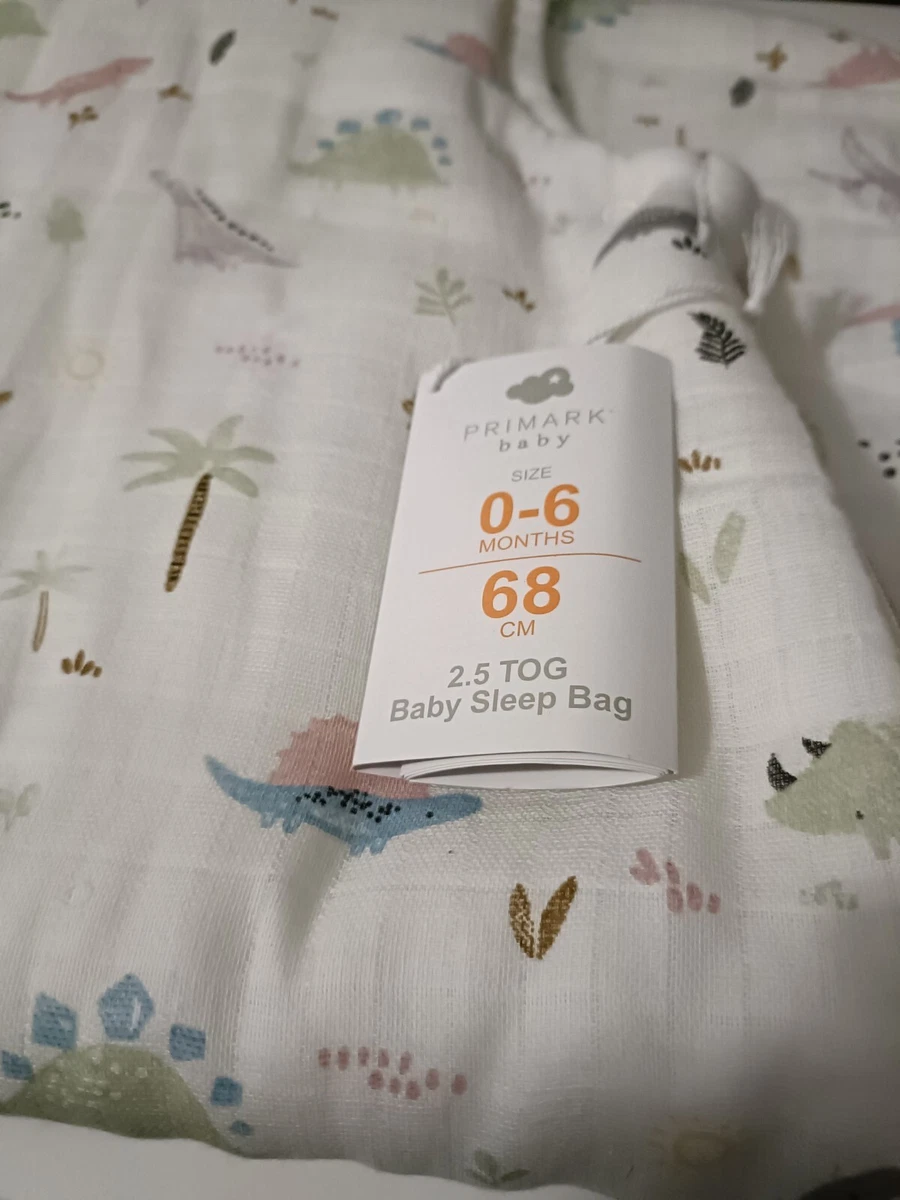 PRIMARK
baby
SIZE
0-6
MONTHS
68
CM
2.5 TOG
Baby Sleep Bag